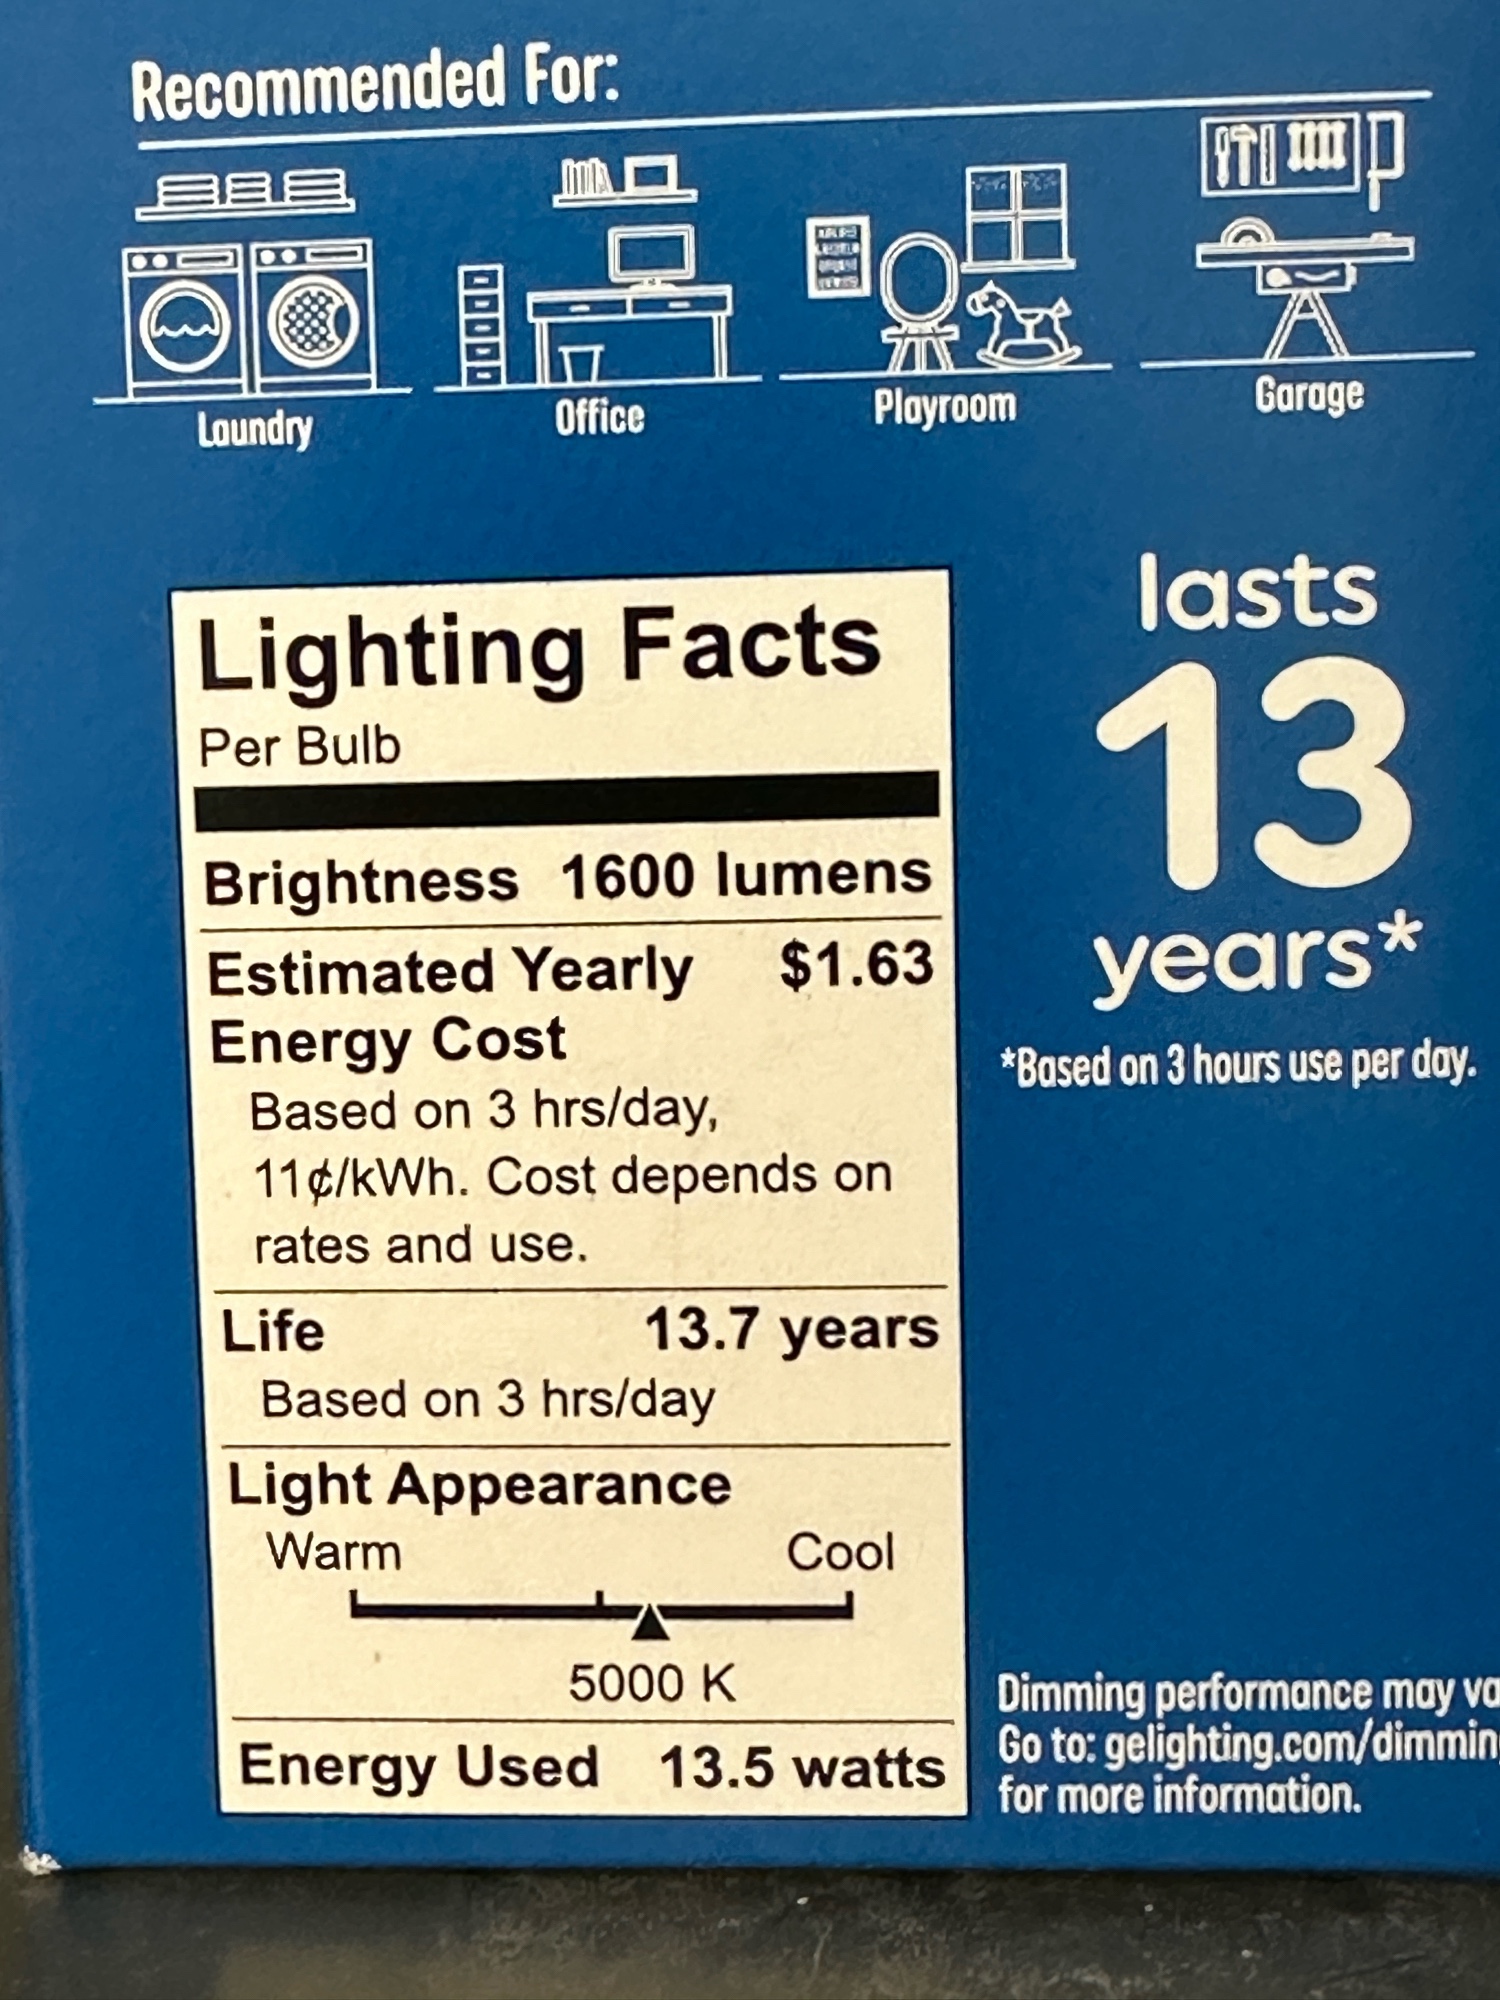 Recommended For:
Laundry
Office
Playroom
Garage
Lighting Facts
Per Bulb
Brightness 1600 lumens
Estimated Yearly $1.63
Energy Cost
Based on 3 hrs/day,
11¢/kWh. Cost depends on
rates and use.
Life 13.7 years
Based on 3 hrs/day
Light Appearance
Warm Cool
5000 K
Energy Used 13.5 watts
lasts
13
years*
*Based on 3 hours use per day.
Dimming performance may
Go to: gelighting.com/dimmin
for more information.